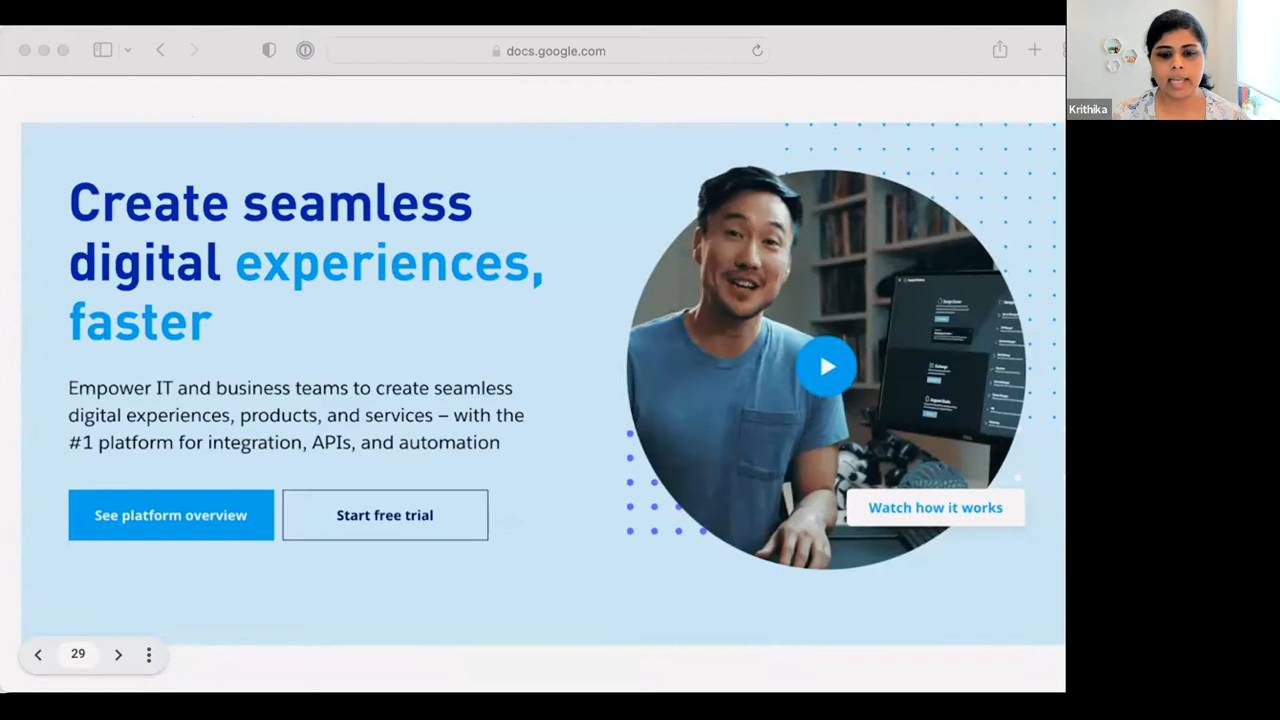 docs.google.com
Krithika
Create seamless
digital experiences,
faster
Empower IT and business teams to create seamless
digital experiences, products, and services – with the
#1 platform for integration, APIs, and automation
See platform overview
Start free trial
Watch how it works
29